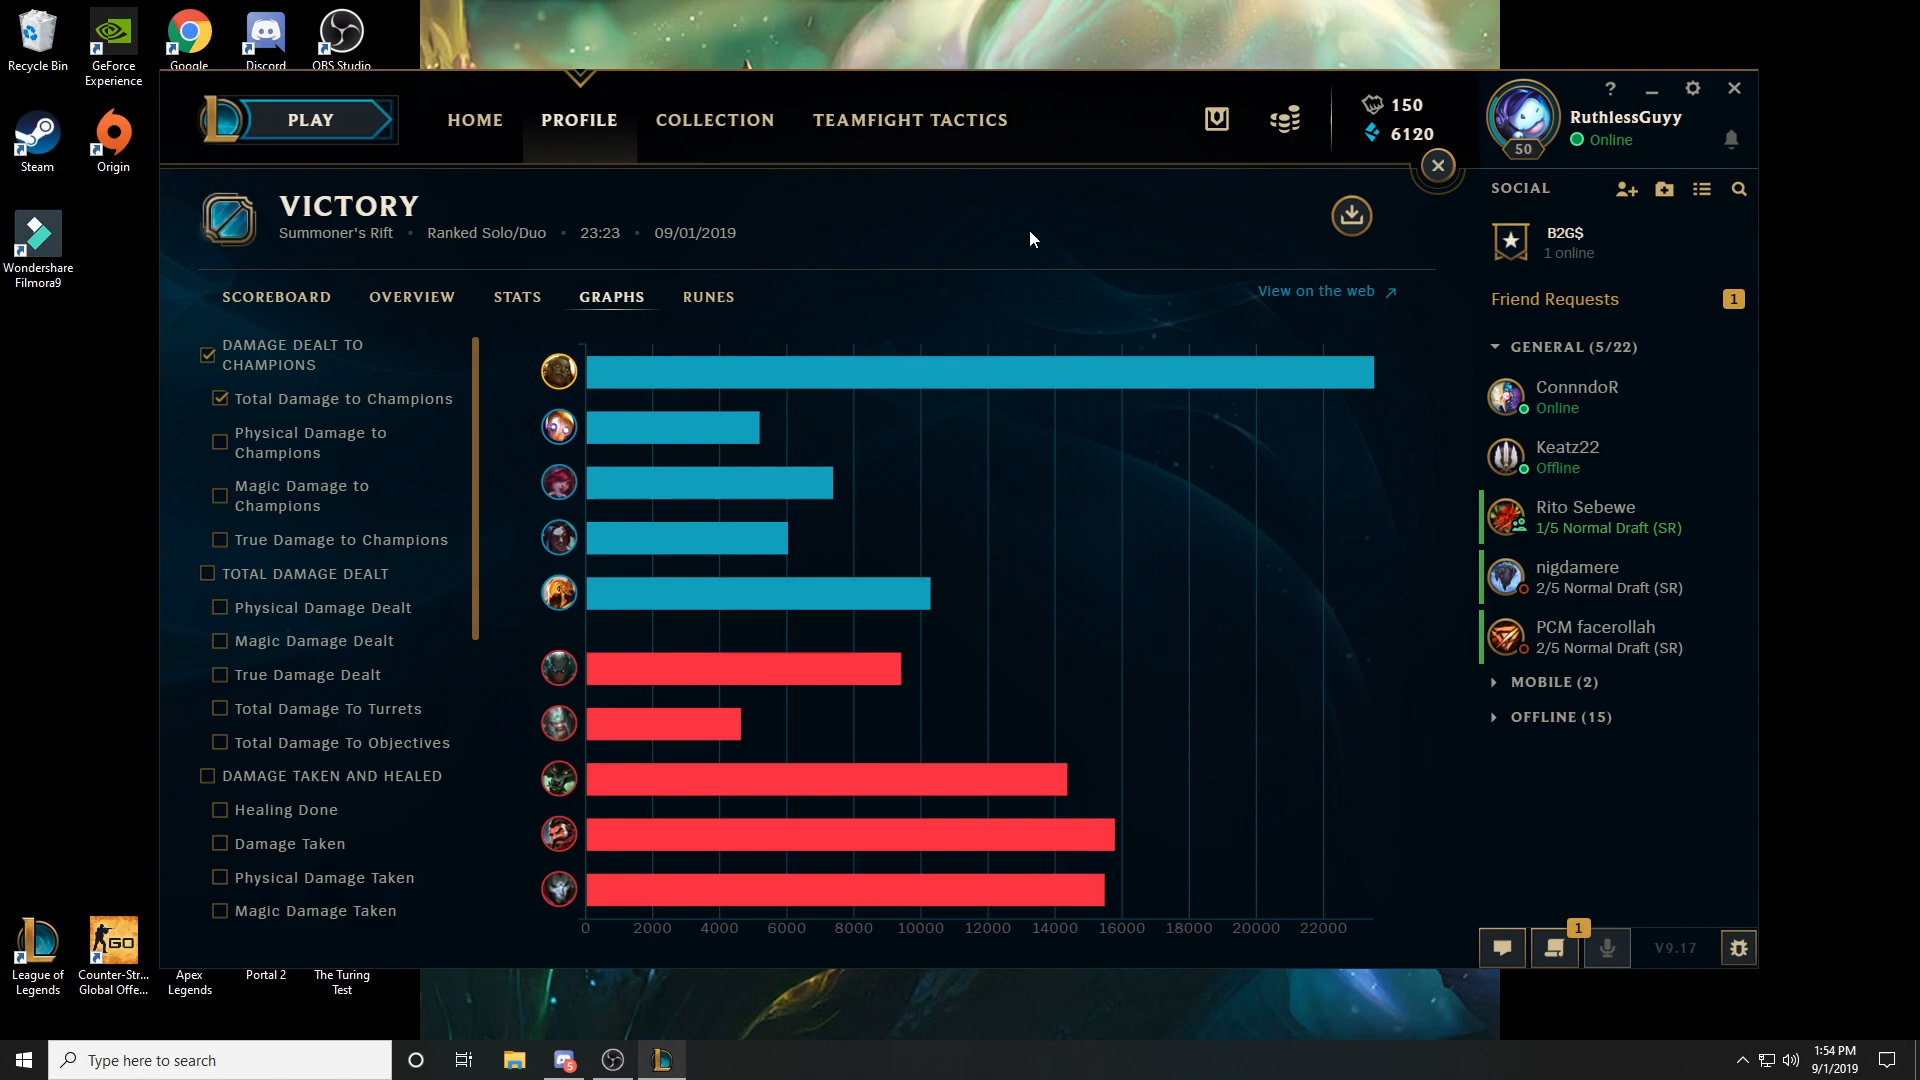 Recycle Bin
GeForce
Experience
Google
Discord
OBS Studio
Steam
Origin
Wondershare
Filmora9
PLAY
HOME
PROFILE
COLLECTION
TEAMFIGHT TACTICS
150
6120
50
?
RuthlessGuyy
Online
VICTORY
Summoner's Rift • Ranked Solo/Duo • 23:23 • 09/01/2019
SCOREBOARD
OVERVIEW
STATS
GRAPHS
RUNES
View on the web
DAMAGE DEALT TO
CHAMPIONS
Total Damage to Champions
Physical Damage to
Champions
Magic Damage to
Champions
True Damage to Champions
TOTAL DAMAGE DEALT
Physical Damage Dealt
Magic Damage Dealt
True Damage Dealt
Total Damage To Turrets
Total Damage To Objectives
DAMAGE TAKEN AND HEALED
Healing Done
Damage Taken
Physical Damage Taken
Magic Damage Taken
0 2000 4000 6000 8000 10000 12000 14000 16000 18000 20000 22000
SOCIAL
B2G$
1 online
Friend Requests
1
GENERAL (5/22)
ConnndoR
Online
Keatz22
Offline
Rito Sebewe
1/5 Normal Draft (SR)
nigdamere
2/5 Normal Draft (SR)
PCM facerollah
2/5 Normal Draft (SR)
MOBILE (2)
OFFLINE (15)
1
V9.17
GO
League of
Legends
Counter-Str...
Global Offe...
Apex
Legends
Portal 2
The Turing
Test
Type here to search
5
1:54 PM
9/1/2019